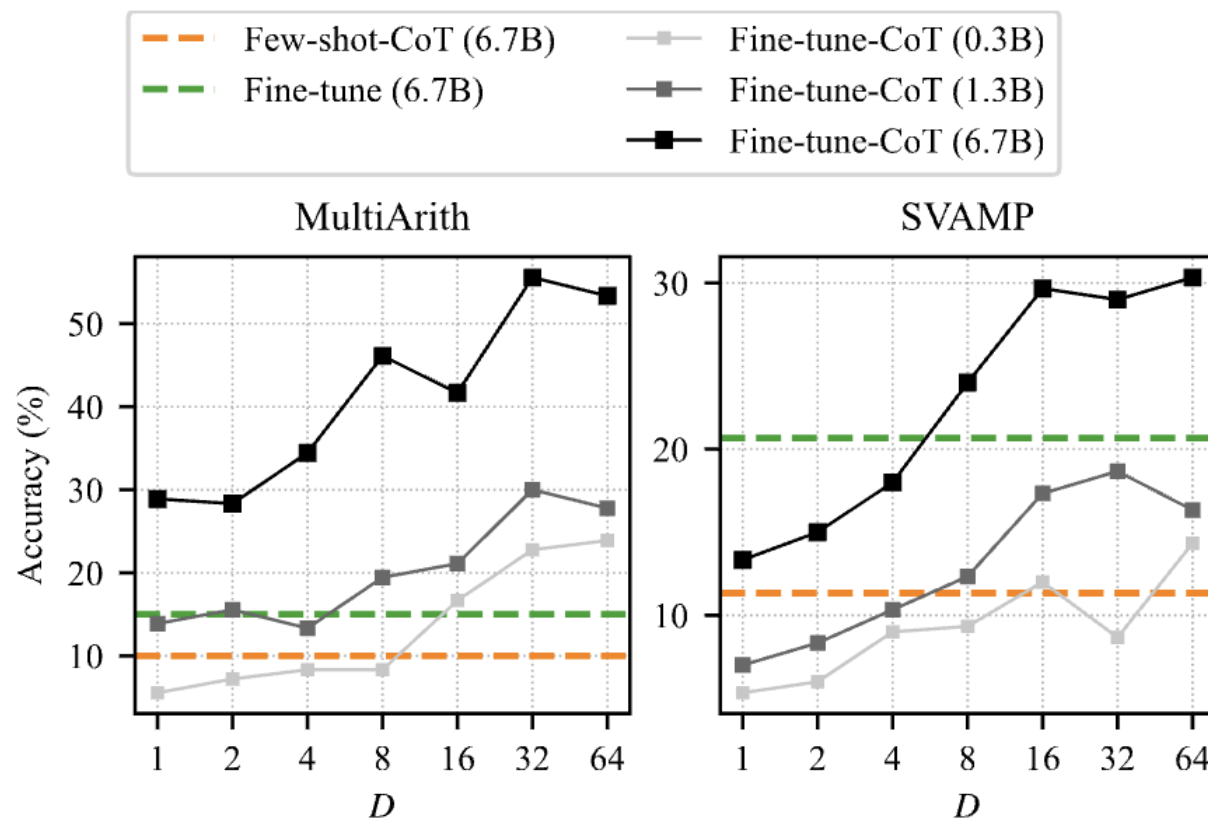 Few-shot-CoT (6.7B)
Fine-tune (6.7B)
Fine-tune-CoT (0.3B)
Fine-tune-CoT (1.3B)
Fine-tune-CoT (6.7B)
MultiArith
Accuracy (%)
50
40
30
20
10
1 2 4 8 16 32 64
D
SVAMP
30
20
10
1 2 4 8 16 32 64
D